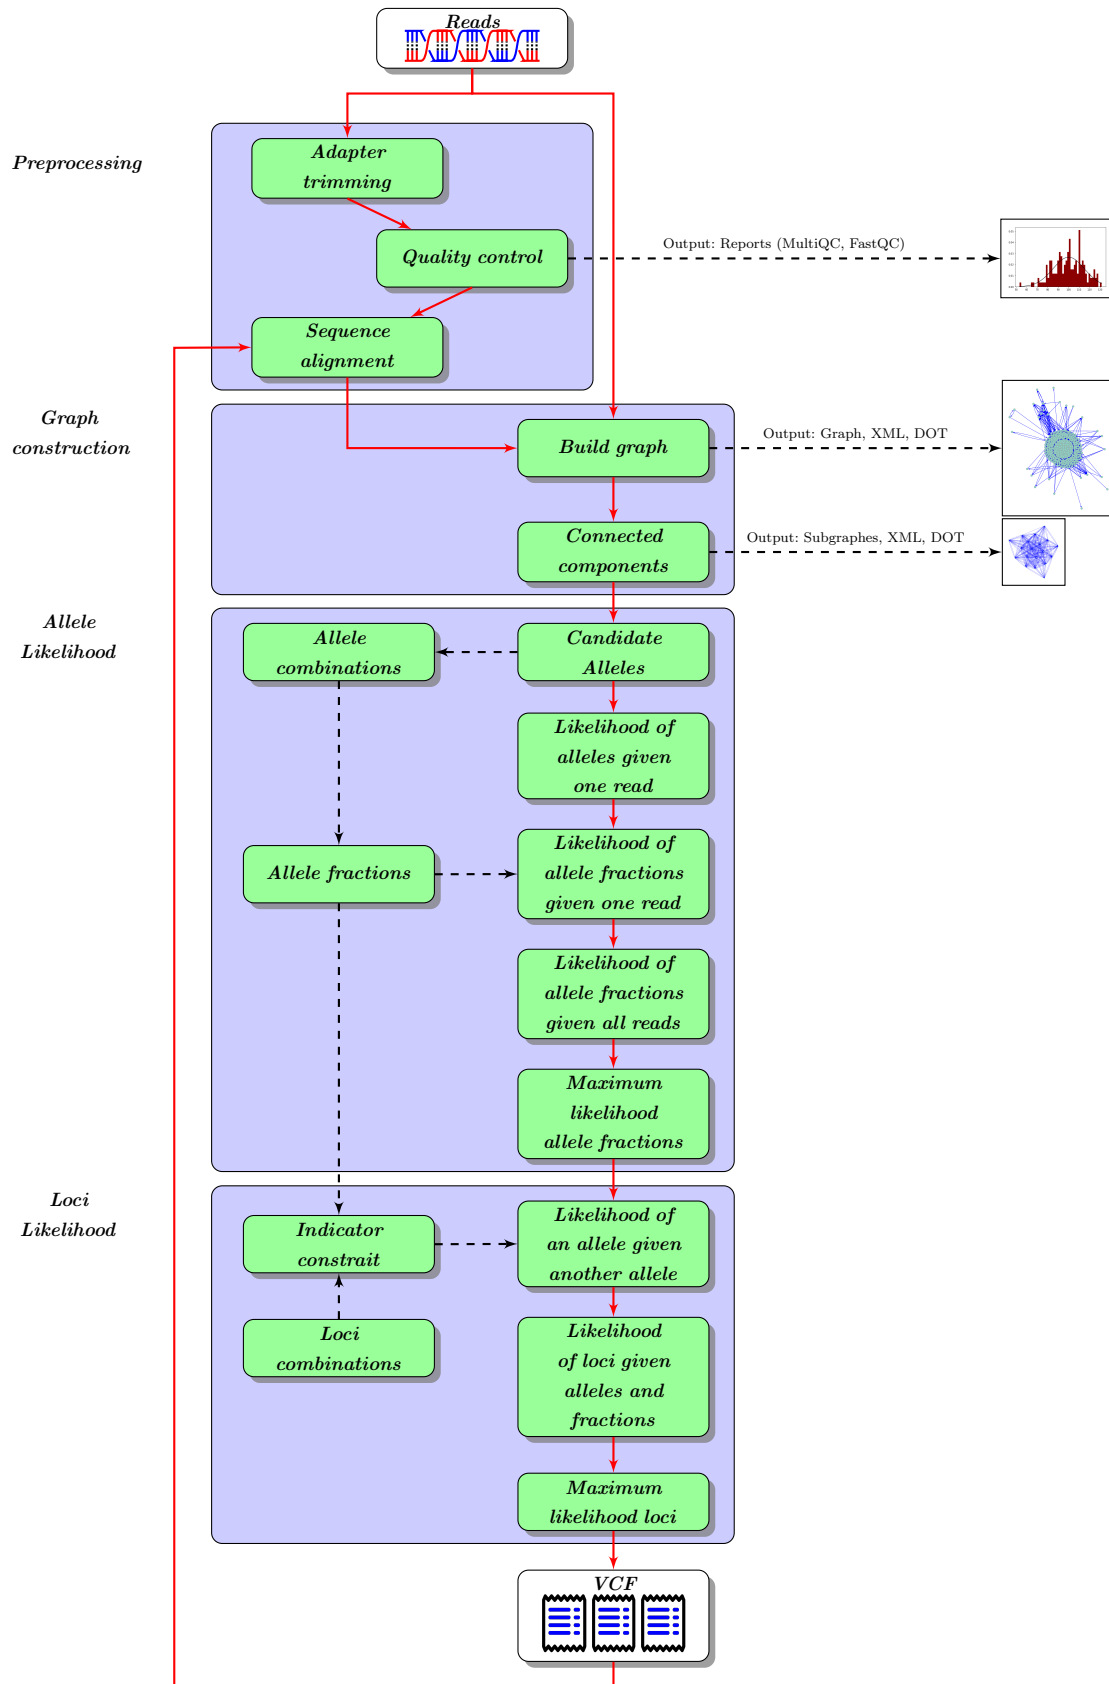 Reads
Preprocessing
Adapter
trimming
Quality control
Output: Reports (MultiQC, FastQC)
Sequence
alignment
Graph
construction
Build graph
Output: Graph, XML, DOT
Connected
components
Output: Subgraphes, XML, DOT
Allele
Likelihood
Allele
combinations
Candidate
Alleles
Likelihood of
alleles given
one read
Allele fractions
Likelihood of
allele fractions
given one read
Likelihood of
allele fractions
given all reads
Maximum
likelihood
allele fractions
Loci
Likelihood
Indicator
constrait
Likelihood of
an allele given
another allele
Loci
combinations
Likelihood
of loci given
alleles and
fractions
Maximum
likelihood loci
VCF